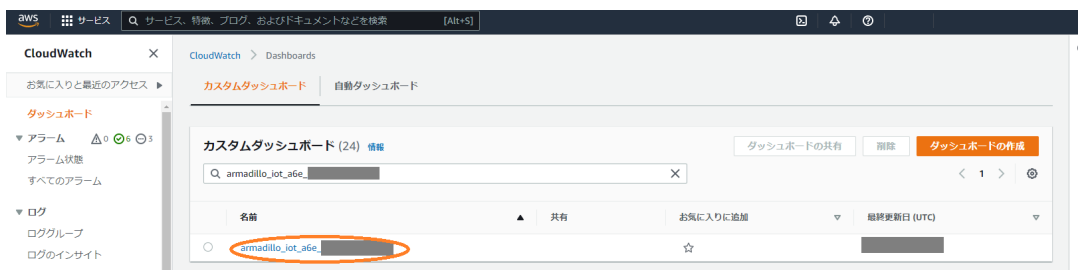 aws サービス サービス、特徴、ブログ、およびドキュメントなどを検索 [Alt+S]
CloudWatch
お気に入りと最近のアクセス
ダッシュボード
アラーム 0 6 3
アラーム状態
すべてのアラーム
ログ
ロググループ
ログのインサイト
CloudWatch > Dashboards
カスタムダッシュボード 自動ダッシュボード
カスタムダッシュボード (24) 情報 ダッシュボードの共有 削除 ダッシュボードの作成
armadillo_iot_a6e_
1
名前 共有 お気に入りに追加 最終更新日 (UTC)
armadillo_iot_a6e_